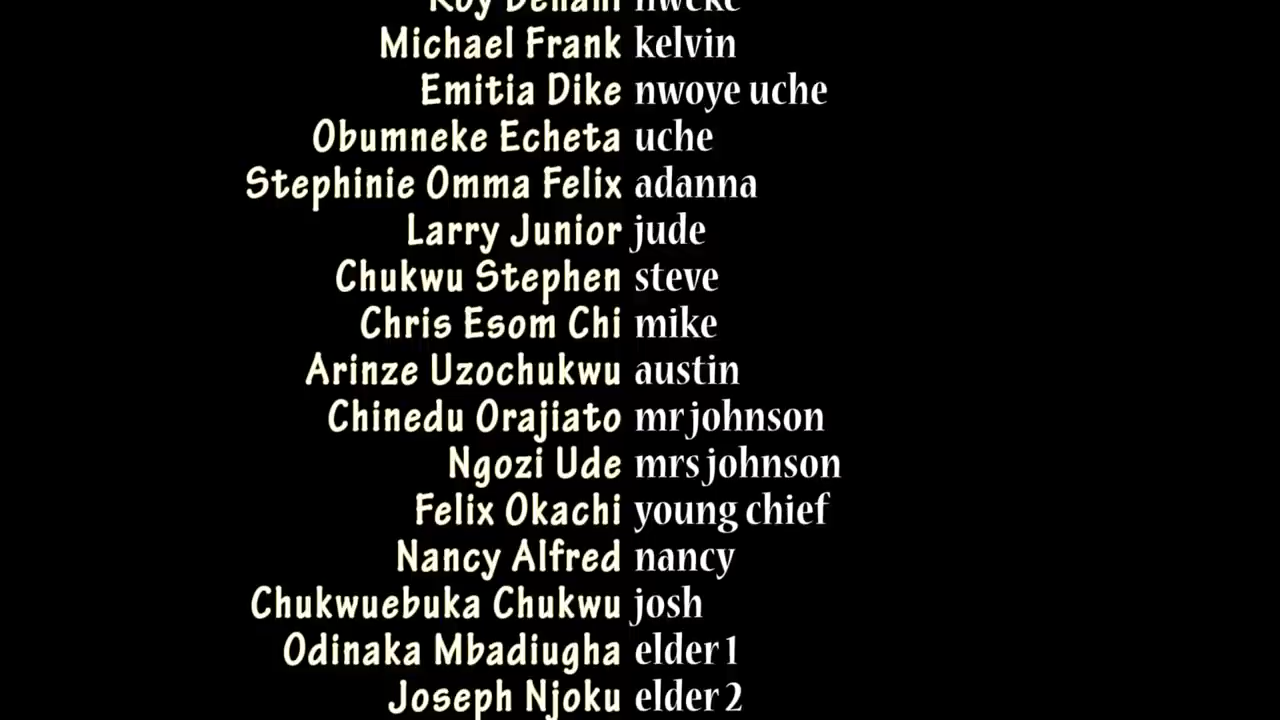 Michael Frank kelvin
Emitia Dike nwoye uche
Obumneke Echeta uche
Stephinie Omma Felix adanna
Larry Junior jude
Chukwu Stephen steve
Chris Esom Chi mike
Arinze Uzochukwu austin
Chinedu Orajiato mr johnson
Ngozi Ude mrs johnson
Felix Okachi young chief
Nancy Alfred nancy
Chukwuebuka Chukwu josh
Odinaka Mbadiugha elder 1
Joseph Njoku elder 2